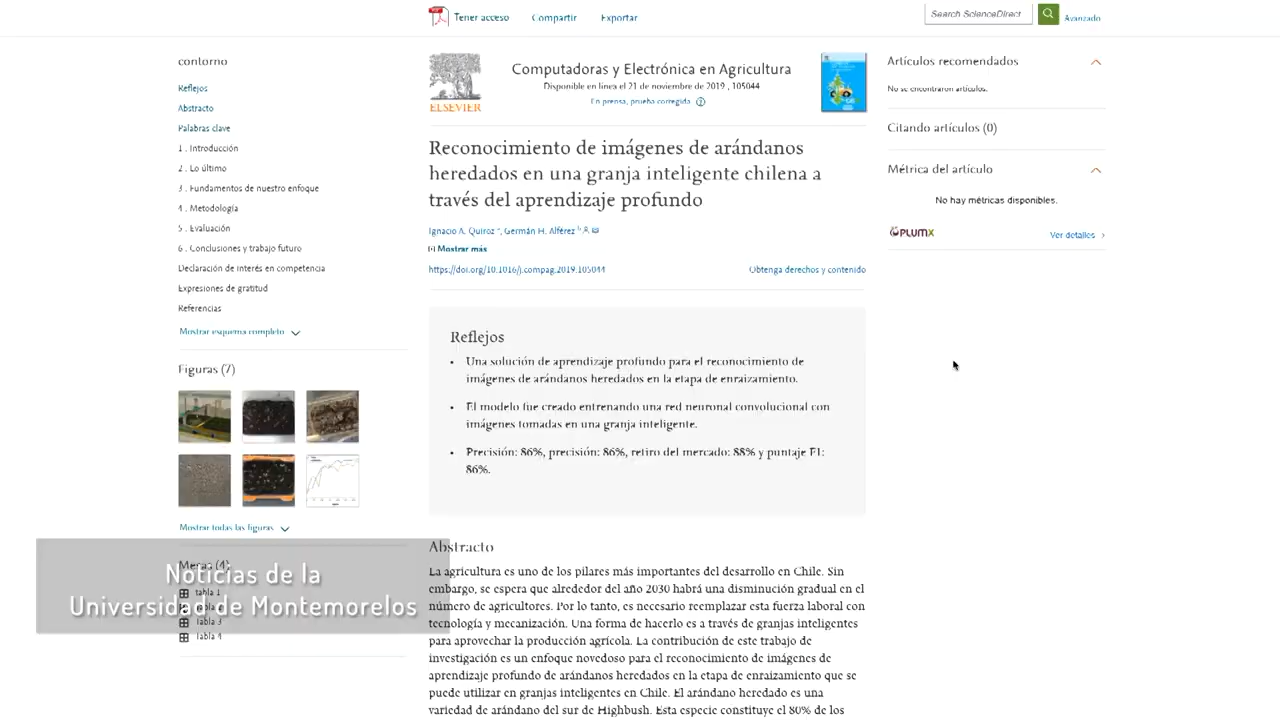 Tener acceso
Compartir
Exportar
Search ScienceDirect
Avanzado
contorno
Reflejos
Abstracto
Palabras clave
1 . Introducción
2 . Lo último
3 . Fundamentos de nuestro enfoque
4 . Metodología
5 . Evaluación
6 . Conclusiones y trabajo futuro
Declaración de interés en competencia
Expresiones de gratitud
Referencias
Mostrar esquema completo
Figuras (7)
Mostrar todas las figuras
Mesas (4)
tabla 1
Tabla 3
Tabla 4
Noticias de la
Universidad de Montemorelos
ELSEVIER
Computadoras y Electrónica en Agricultura
Disponible en línea el 21 de noviembre de 2019 , 105044
En prensa, prueba corregida
Reconocimiento de imágenes de arándanos
heredados en una granja inteligente chilena a
través del aprendizaje profundo
Ignacio A. Quiroz ª, Germán H. Alférez ᵇ
Mostrar más
https://doi.org/10.1016/j.compag.2019.105044
Obtenga derechos y contenido
Reflejos
• Una solución de aprendizaje profundo para el reconocimiento de
imágenes de arándanos heredados en la etapa de enraizamiento.
• El modelo fue creado entrenando una red neuronal convolucional con
imágenes tomadas en una granja inteligente.
• Precisión: 86%, precisión: 86%, retiro del mercado: 88% y puntaje F1:
86%.
Abstracto
La agricultura es uno de los pilares más importantes del desarrollo en Chile. Sin
embargo, se espera que alrededor del año 2030 habrá una disminución gradual en el
número de agricultores. Por lo tanto, es necesario reemplazar esta fuerza laboral con
tecnología y mecanización. Una forma de hacerlo es a través de granjas inteligentes
para aprovechar la producción agrícola. La contribución de este trabajo de
investigación es un enfoque novedoso para el reconocimiento de imágenes de
aprendizaje profundo de arándanos heredados en la etapa de enraizamiento que se
puede utilizar en granjas inteligentes en Chile. El arándano heredado es una
variedad de arándano del sur de Highbush. Esta especie constituye el 80% de los
Artículos recomendados
No se encontraron artículos.
Citando artículos (0)
Métrica del artículo
No hay métricas disponibles.
PLUMX
Ver detalles